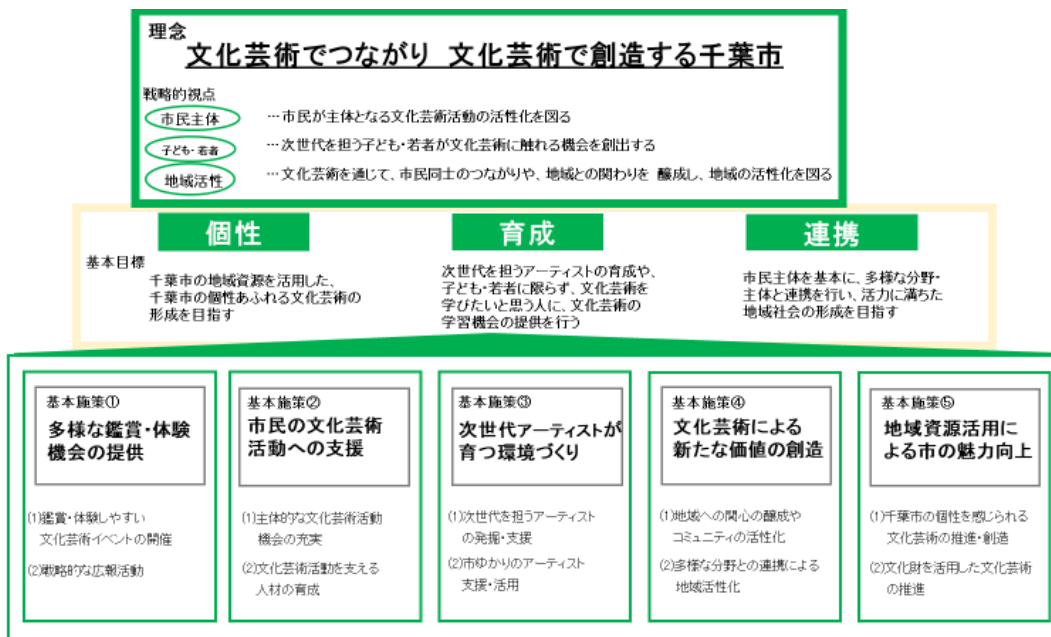 理念
文化芸術でつながり 文化芸術で創造する千葉市
戦略的視点
市民主体
…市民が主体となる文化芸術活動の活性化を図る
子ども・若者
…次世代を担う子ども・若者が文化芸術に触れる機会を創出する
地域活性
…文化芸術を通じて、市民同士のつながりや、地域との関わりを 醸成し、地域の活性化を図る
基本目標
個性
千葉市の地域資源を活用した、
千葉市の個性あふれる文化芸術の
形成を目指す
育成
次世代を担うアーティストの育成や、
子ども・若者に限らず、文化芸術を
学びたいと思う人に、文化芸術の
学習機会の提供を行う
連携
市民主体を基本に、多様な分野・
主体と連携を行い、活力に満ちた
地域社会の形成を目指す
基本施策①
多様な鑑賞・体験
機会の提供
(1)鑑賞・体験しやすい
文化芸術イベントの開催
(2)戦略的な広報活動
基本施策②
市民の文化芸術
活動への支援
(1)主体的な文化芸術活動
機会の充実
(2)文化芸術活動を支える
人材の育成
基本施策③
次世代アーティストが
育つ環境づくり
(1)次世代を担うアーティスト
の発掘・支援
(2)市ゆかりのアーティスト
支援・活用
基本施策④
文化芸術による
新たな価値の創造
(1)地域への関心の醸成や
コミュニティの活性化
(2)多様な分野との連携による
地域活性化
基本施策⑤
地域資源活用に
よる市の魅力向上
(1)千葉市の個性を感じられる
文化芸術の推進・創造
(2)文化財を活用した文化芸術
の推進